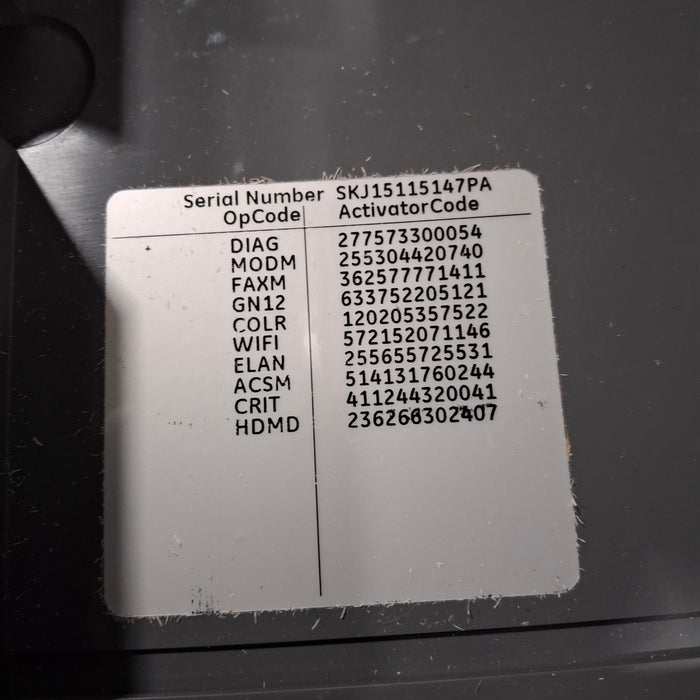 Serial Number SKJ15115147PA
OpCode ActivatorCode
DIAG 277573300054
MODM 255304420740
FAXM 362577771411
GN12 633752205121
COLR 120205357522
WIFI 572152071146
ELAN 255655725531
ACSM 514131760244
CRIT 411244320041
HDMD 236266302407